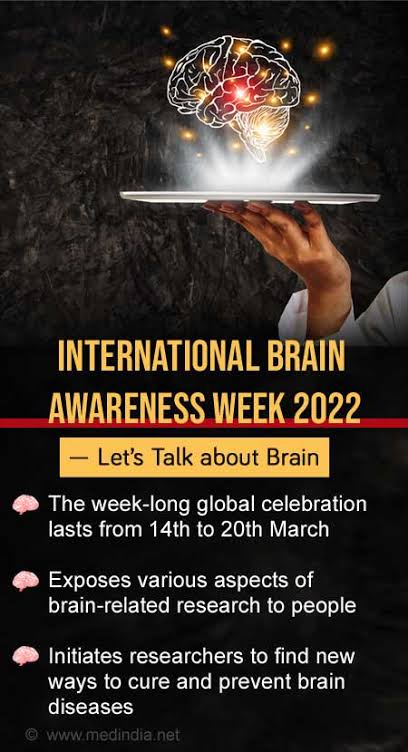 INTERNATIONAL BRAIN
AWARENESS WEEK 2022
— Let's Talk about Brain
The week-long global celebration
lasts from 14th to 20th March
Exposes various aspects of
brain-related research to people
Initiates researchers to find new
ways to cure and prevent brain
diseases
© www.medindia.net